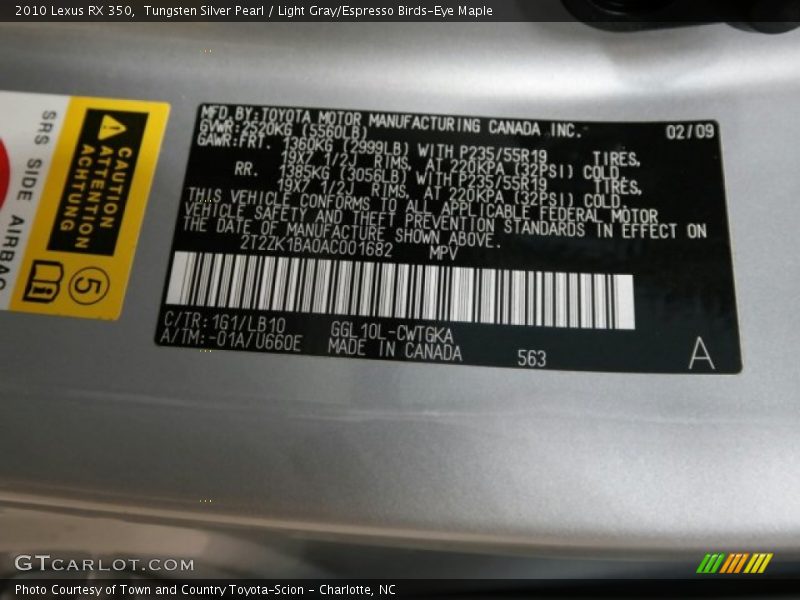 2010 Lexus RX 350,  Tungsten Silver Pearl / Light Gray/Espresso Birds-Eye Maple
SRS SIDE AIRBAG
CAUTION
ATTENTION
ACHTUNG
i
5
MFD.BY:TOYOTA MOTOR MANUFACTURING CANADA INC. 02/09
GVWR:2520KG (5560LB)
GAWR:FRT. 1360KG (2999LB) WITH P235/55R19 TIRES,
19X7 1/2J RIMS, AT 220KPA (32PSI) COLD.
RR. 1385KG (3056LB) WITH P235/55R19 TIRES,
19X7 1/2J RIMS, AT 220KPA (32PSI) COLD.
THIS VEHICLE CONFORMS TO ALL APPLICABLE FEDERAL MOTOR
VEHICLE SAFETY AND THEFT PREVENTION STANDARDS IN EFFECT ON
THE DATE OF MANUFACTURE SHOWN ABOVE.
2T2ZK1BA0AC001682 MPV
C/TR:1G1/LB10 GGL10L-CWTGKA
A/TM:-01A/U660E MADE IN CANADA 563 A
GTCARLOT.COM
Photo Courtesy of Town and Country Toyota-Scion - Charlotte, NC